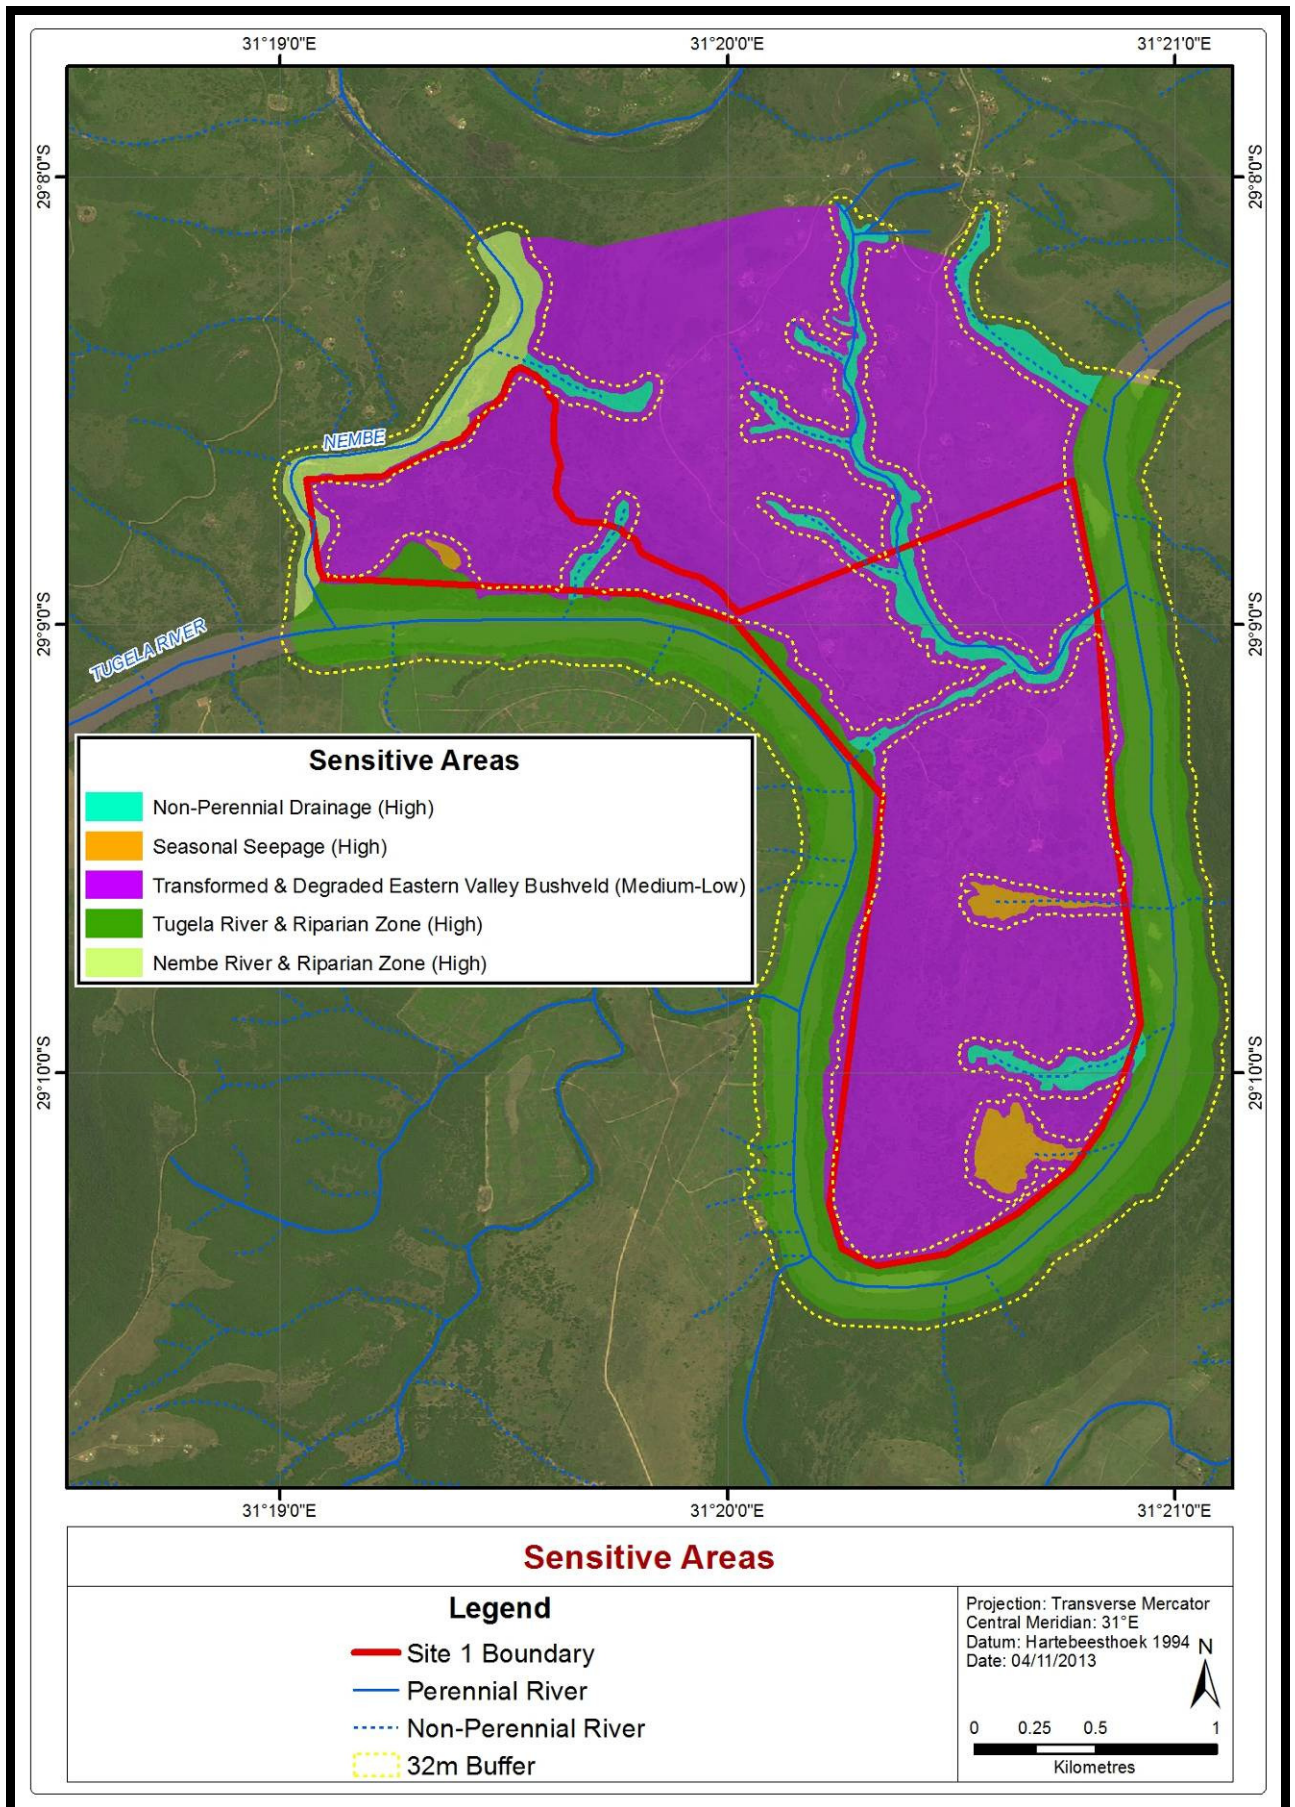 31°19'0"E 31°20'0"E 31°21'0"E
29°8'0"S 29°8'0"S
NEMBE
29°9'0"S 29°9'0"S
TUGELA RIVER
Sensitive Areas
Non-Perennial Drainage (High)
Seasonal Seepage (High)
Transformed & Degraded Eastern Valley Bushveld (Medium-Low)
Tugela River & Riparian Zone (High)
Nembe River & Riparian Zone (High)
29°10'0"S 29°10'0"S
31°19'0"E 31°20'0"E 31°21'0"E
Sensitive Areas
Legend
Site 1 Boundary
Perennial River
Non-Perennial River
32m Buffer
Projection: Transverse Mercator
Central Meridian: 31°E
Datum: Hartebeesthoek 1994
Date: 04/11/2013
N
0 0.25 0.5 1
Kilometres